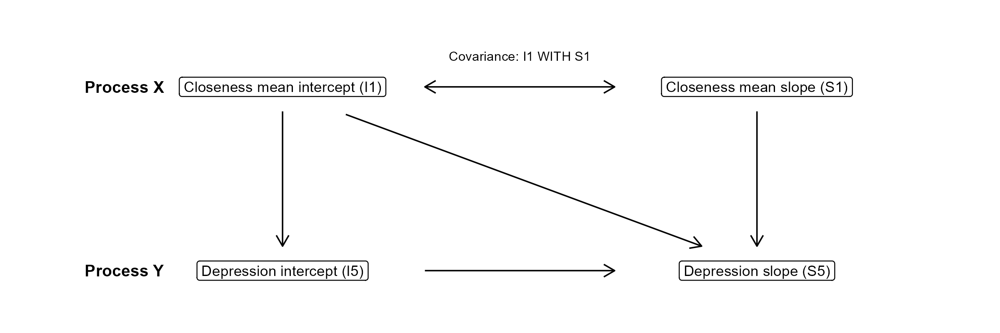 Covariance: I1 WITH S1
Process X Closeness mean intercept (I1) Closeness mean slope (S1)
Process Y Depression intercept (I5) Depression slope (S5)